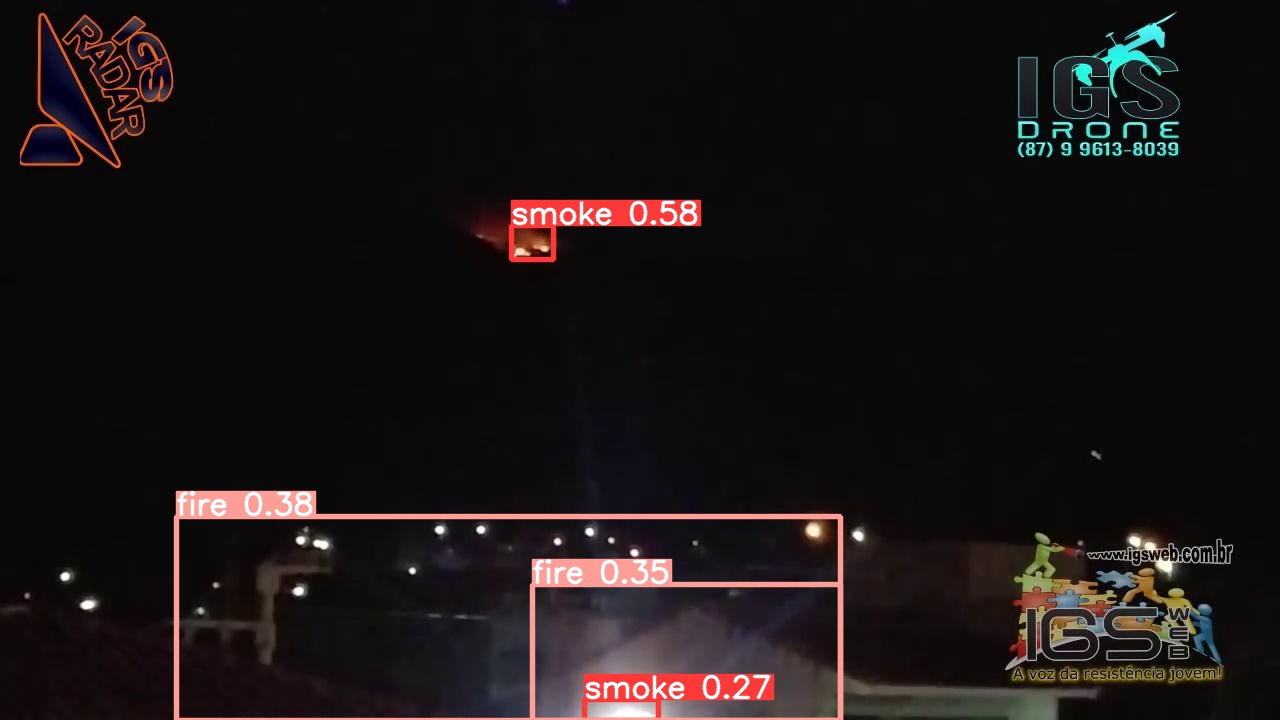 IGS
RADAR
IGS
DRONE
(87) 9 9613-8039
smoke 0.58
fire 0.38
fire 0.35
smoke 0.27
www.igsweb.com.br
IGS WEB
A voz da resistência jovem!